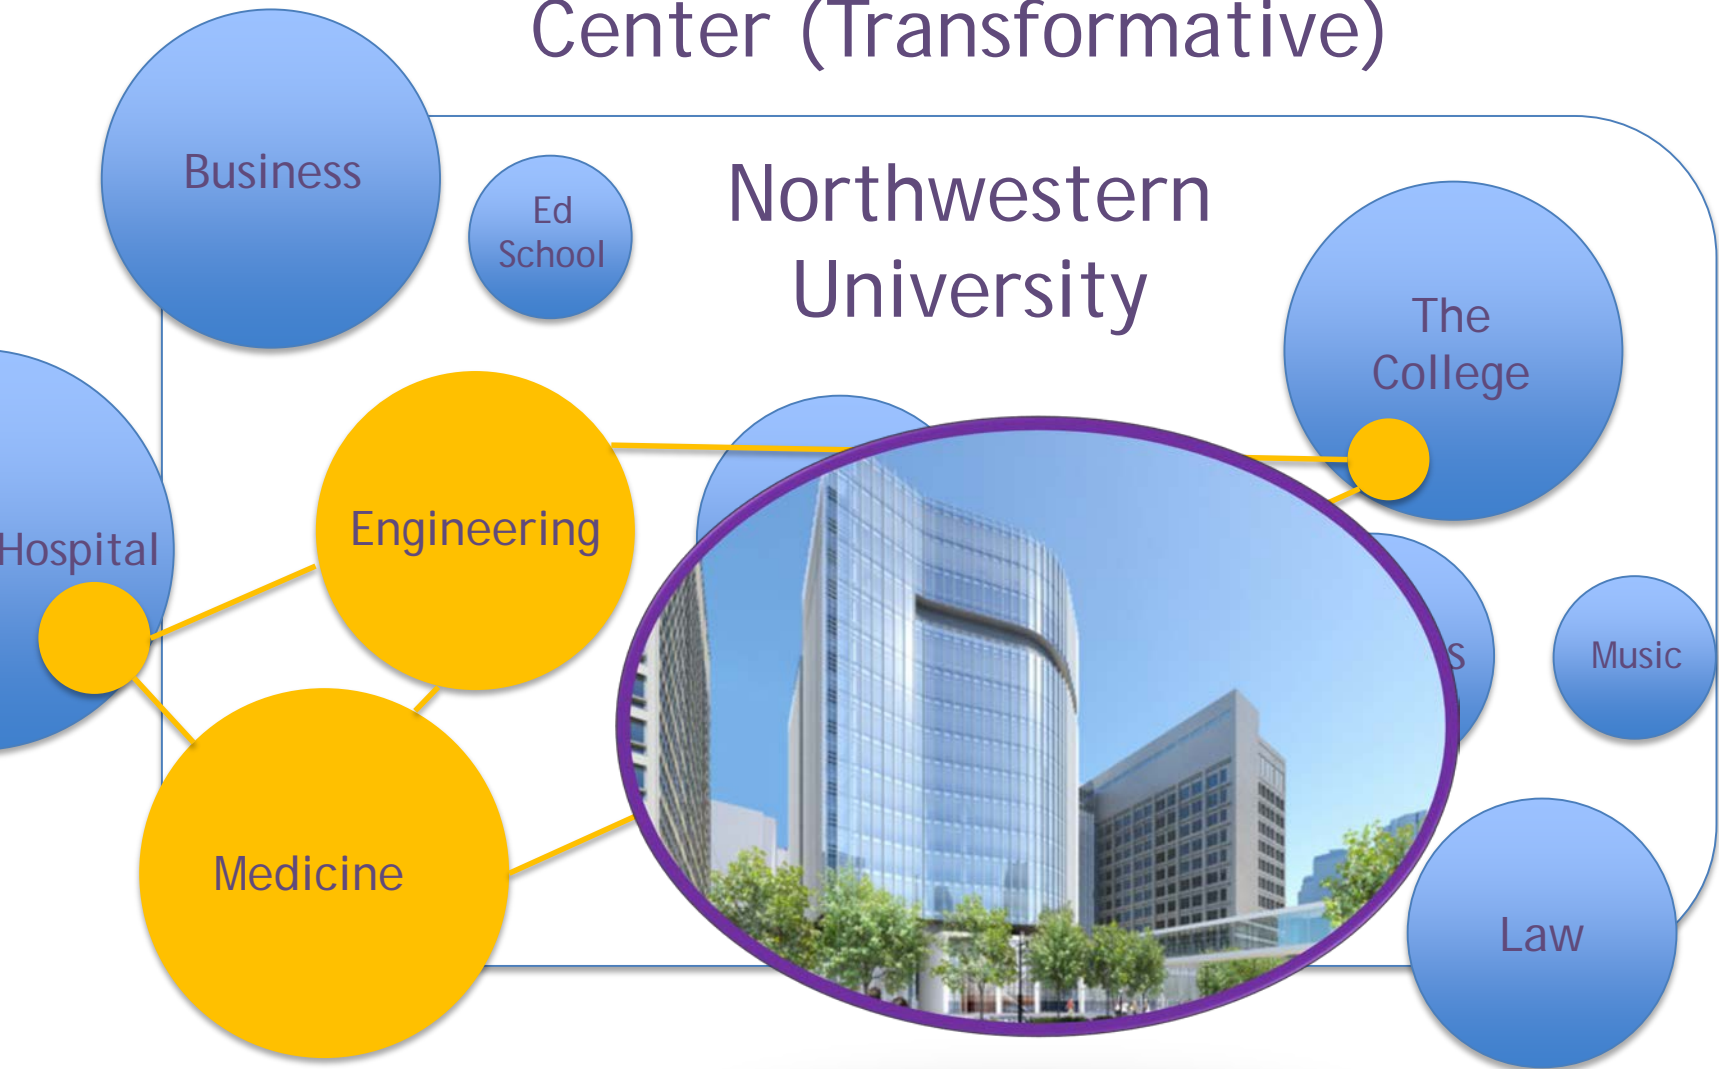 Center (Transformative)
Business
Ed
School
Northwestern
University
The
College
Engineering
Hospital
Music
Medicine
Law